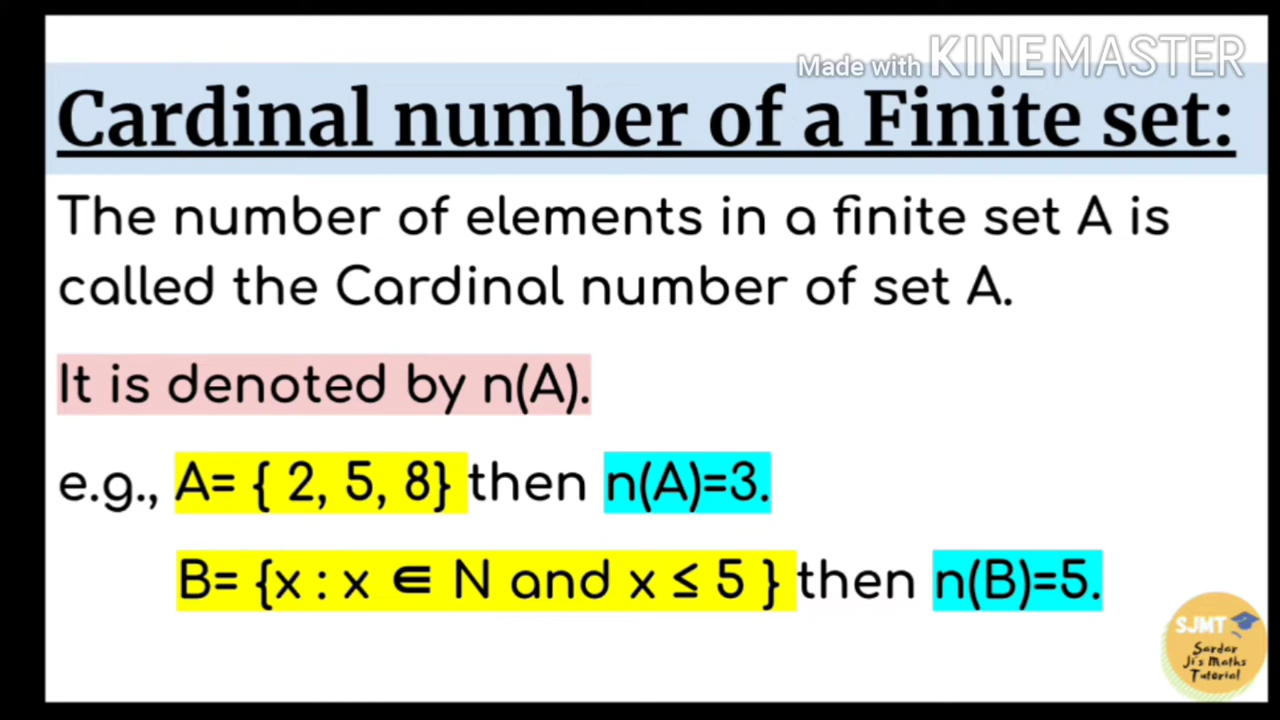 Made with KINEMASTER
Cardinal number of a Finite set:
The number of elements in a finite set A is
called the Cardinal number of set A.
It is denoted by n(A).
e.g., A= { 2, 5, 8} then n(A)=3.
B= {x : x ∈ N and x ≤ 5 } then n(B)=5.
SJMT
Sardar
Ji's Maths
Tutorial